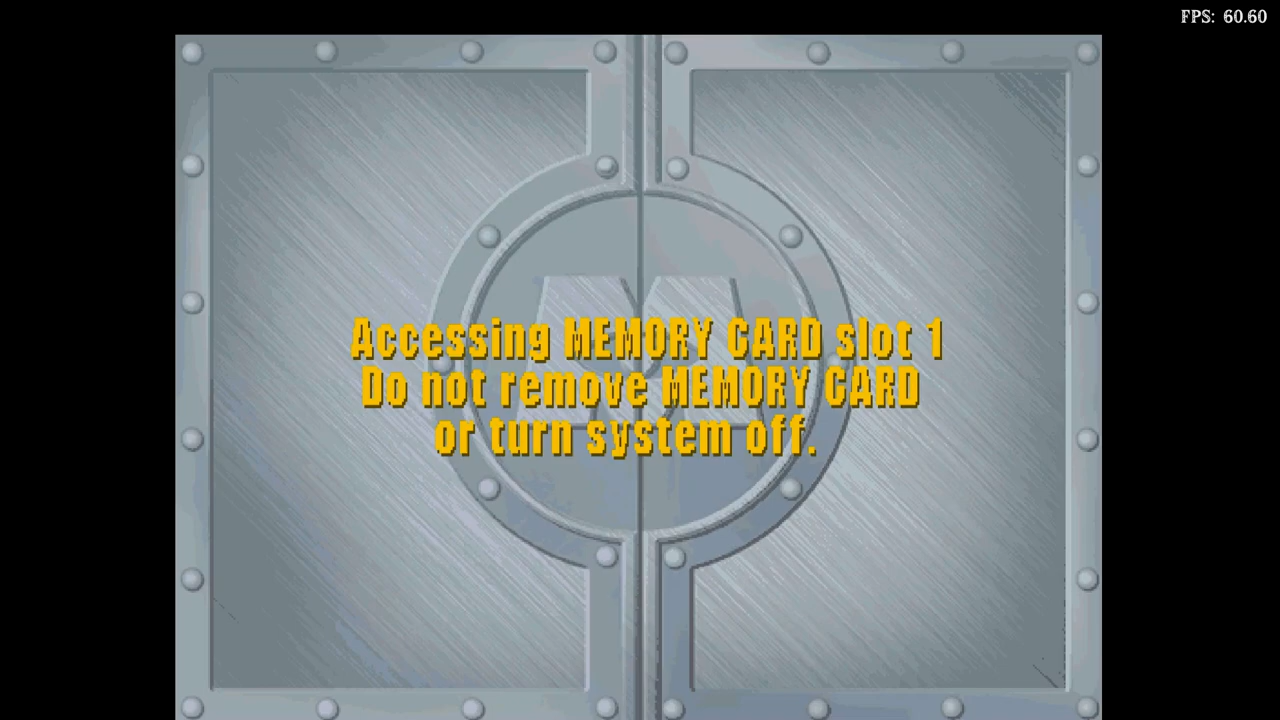 FPS: 60.60
M
Accessing MEMORY CARD slot 1
Do not remove MEMORY CARD
or turn system off.